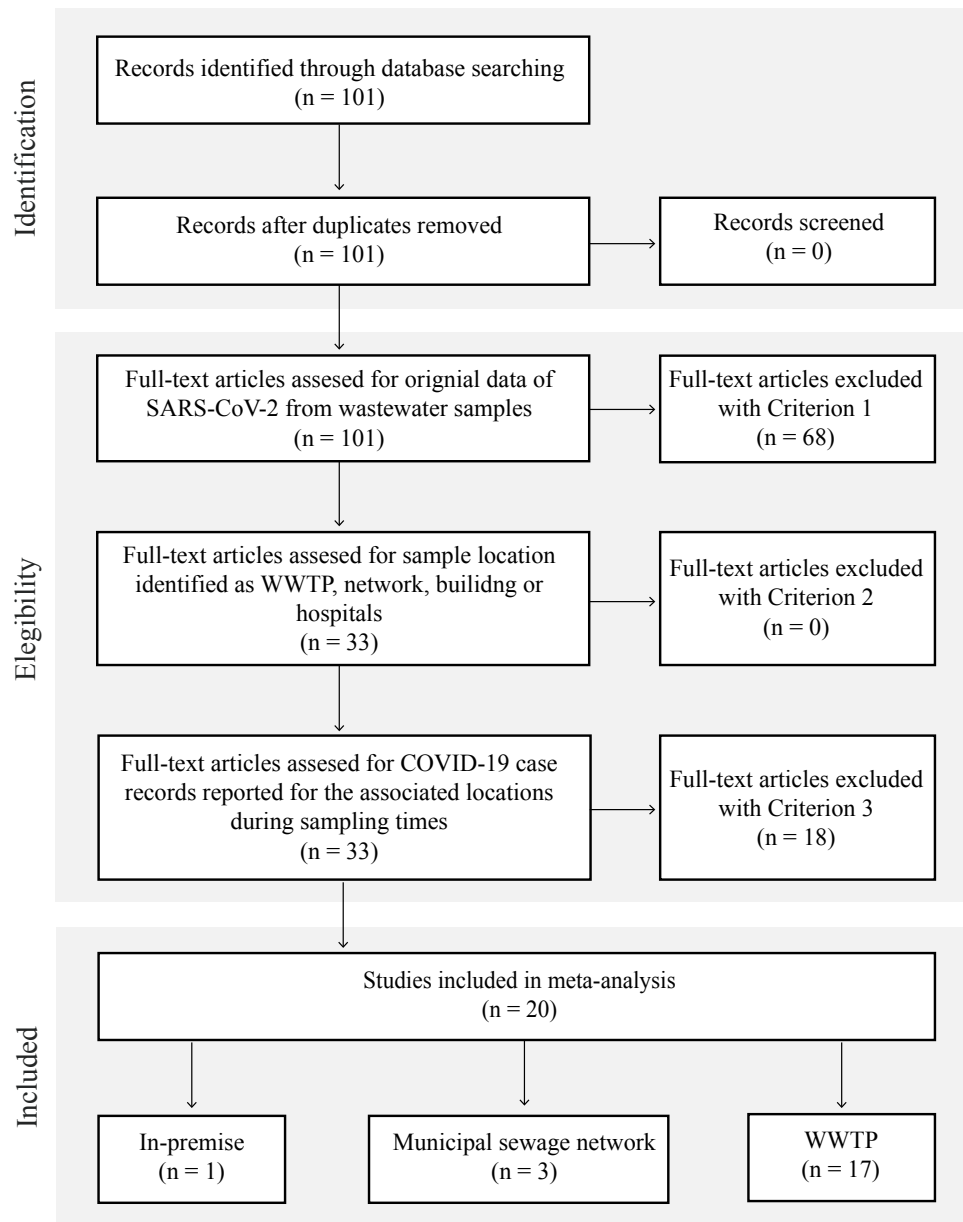 Identification
Records identified through database searching
(n = 101)
Records after duplicates removed
(n = 101)
Records screened
(n = 0)
Elegibility
Full-text articles assesed for orignial data of
SARS-CoV-2 from wastewater samples
(n = 101)
Full-text articles excluded
with Criterion 1
(n = 68)
Full-text articles assesed for sample location
identified as WWTP, network, builidng or
hospitals
(n = 33)
Full-text articles excluded
with Criterion 2
(n = 0)
Full-text articles assesed for COVID-19 case
records reported for the associated locations
during sampling times
(n = 33)
Full-text articles excluded
with Criterion 3
(n = 18)
Included
Studies included in meta-analysis
(n = 20)
In-premise
(n = 1)
Municipal sewage network
(n = 3)
WWTP
(n = 17)